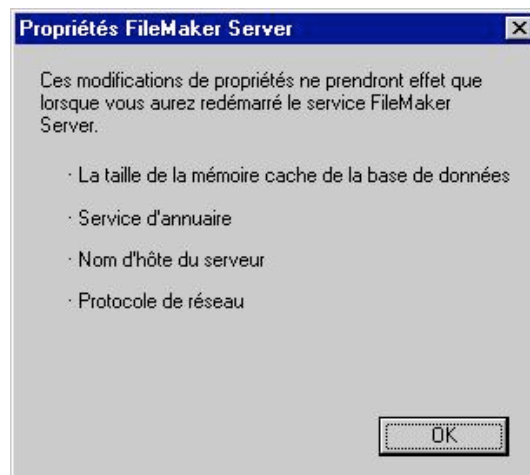 Propriétés FileMaker Server
Ces modifications de propriétés ne prendront effet que
lorsque vous aurez redémarré le service FileMaker
Server.
· La taille de la mémoire cache de la base de données
· Service d'annuaire
· Nom d'hôte du serveur
· Protocole de réseau
OK